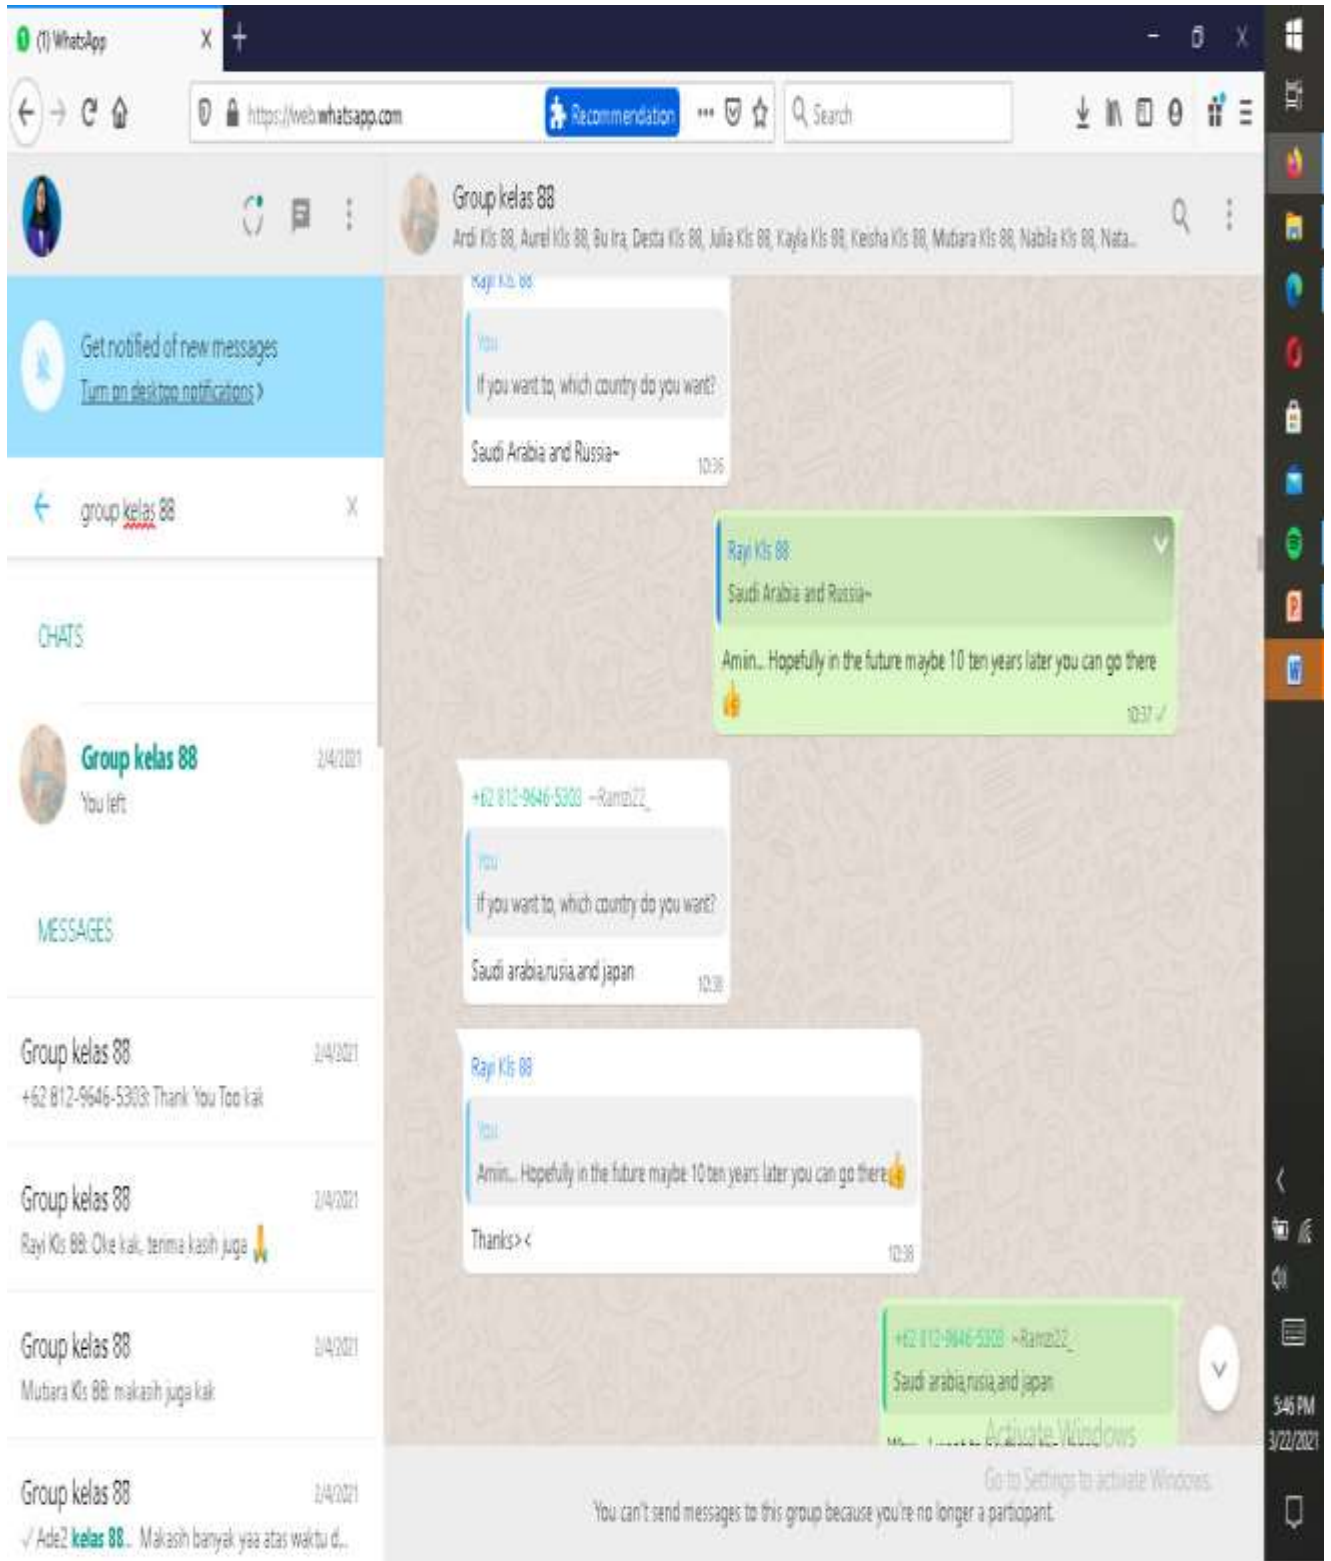 (1) WhatsApp
https://web.whatsapp.com
Recommendation
Search
Group kelas 88
Ardi Kls 88, Aurel Kls 88, Bu Ira, Desta Kls 88, Julia Kls 88, Kayla Kls 88, Keisha Kls 88, Mutiara Kls 88, Nabila Kls 88, Nata...
Get notified of new messages
Turn on desktop notifications >
group kelas 88
CHATS
Group kelas 88
2/4/2021
You left
MESSAGES
Group kelas 88
2/4/2021
+62 812-9646-5303: Thank You Too kak
Group kelas 88
2/4/2021
Rayi Kls 88: Oke kak, terima kasih juga 🙏
Group kelas 88
2/4/2021
Mutiara Kls 88: makasih juga kak
Group kelas 88
2/4/2021
✓ Ade2 kelas 88... Makasih banyak yaa atas waktu d...
Rayi Kls 88
You
If you want to, which country do you want?
Saudi Arabia and Russia~
10:36
Rayi Kls 88
Saudi Arabia and Russia~
Amiin... Hopefully in the future maybe 10 ten years later you can go there
👍
10:37 ✓
+62 812-9646-5303 ~Ramzi22_
You
If you want to, which country do you want?
Saudi arabia,rusia,and japan
10:38
Rayi Kls 88
You
Amiin... Hopefully in the future maybe 10 ten years later you can go there👍
Thanks> <
10:38
+62 812-9646-5303 ~Ramzi22_
Saudi arabia,rusia,and japan
Activate Windows
Go to Settings to activate Windows.
You can't send messages to this group because you're no longer a participant.
5:46 PM
3/22/2021